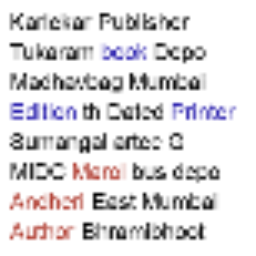 Karlekar Publisher
Tukaram book Depo
Madhavbag Mumbai
Edition th Dated Printer
Sumangal artec G
MIDC Marol bus depo
Andheri East Mumbai
Author Bhramibhoot